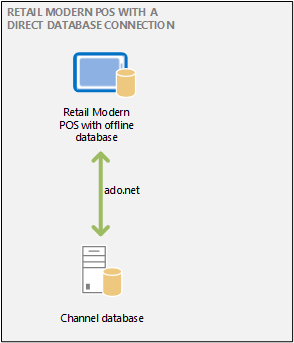 RETAIL MODERN POS WITH A
DIRECT DATABASE CONNECTION
Retail Modern
POS with offline
database
ado.net
Channel database